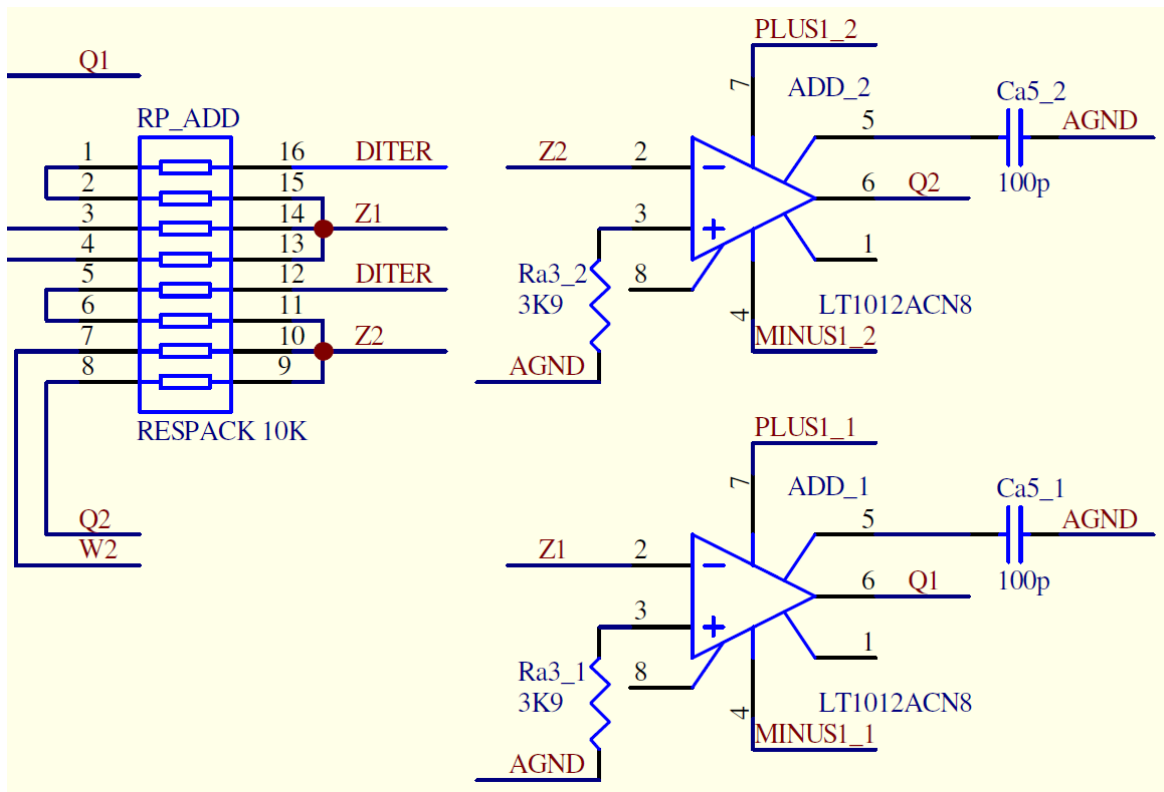 Q1
RP_ADD
1 16 DITER
2 15
3 14 Z1
4 13
5 12 DITER
6 11
7 10 Z2
8 9
RESPACK 10K
Q2
W2
PLUS1_2
7
ADD_2
5
Ca5_2
AGND
100p
Z2 2
6 Q2
3
1
Ra3_2
3K9
8
4
LT1012ACN8
MINUS1_2
AGND
PLUS1_1
7
ADD_1
5
Ca5_1
AGND
100p
Z1 2
6 Q1
3
1
Ra3_1
3K9
8
4
LT1012ACN8
MINUS1_1
AGND